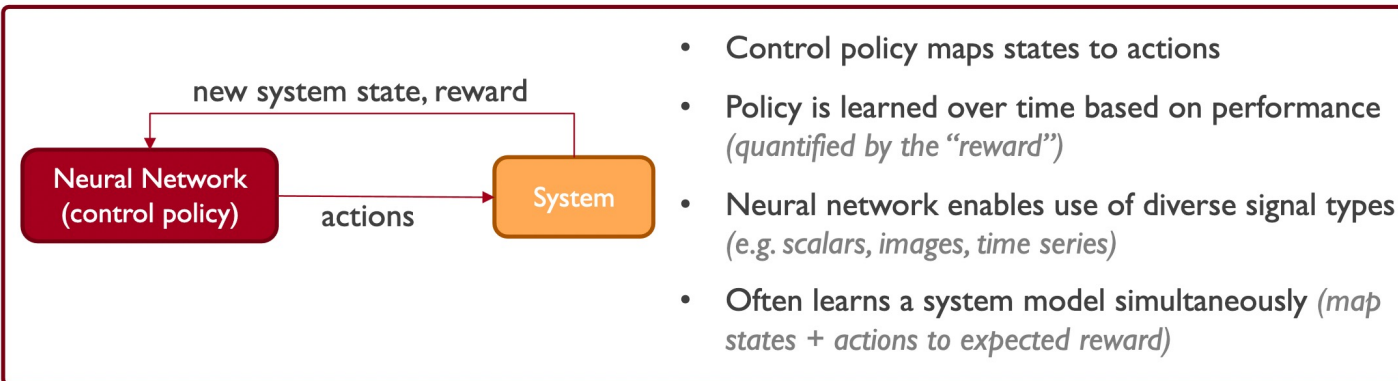 new system state, reward
Neural Network
(control policy)
actions
System
• Control policy maps states to actions
• Policy is learned over time based on performance
(quantified by the “reward”)
• Neural network enables use of diverse signal types
(e.g. scalars, images, time series)
• Often learns a system model simultaneously (map
states + actions to expected reward)